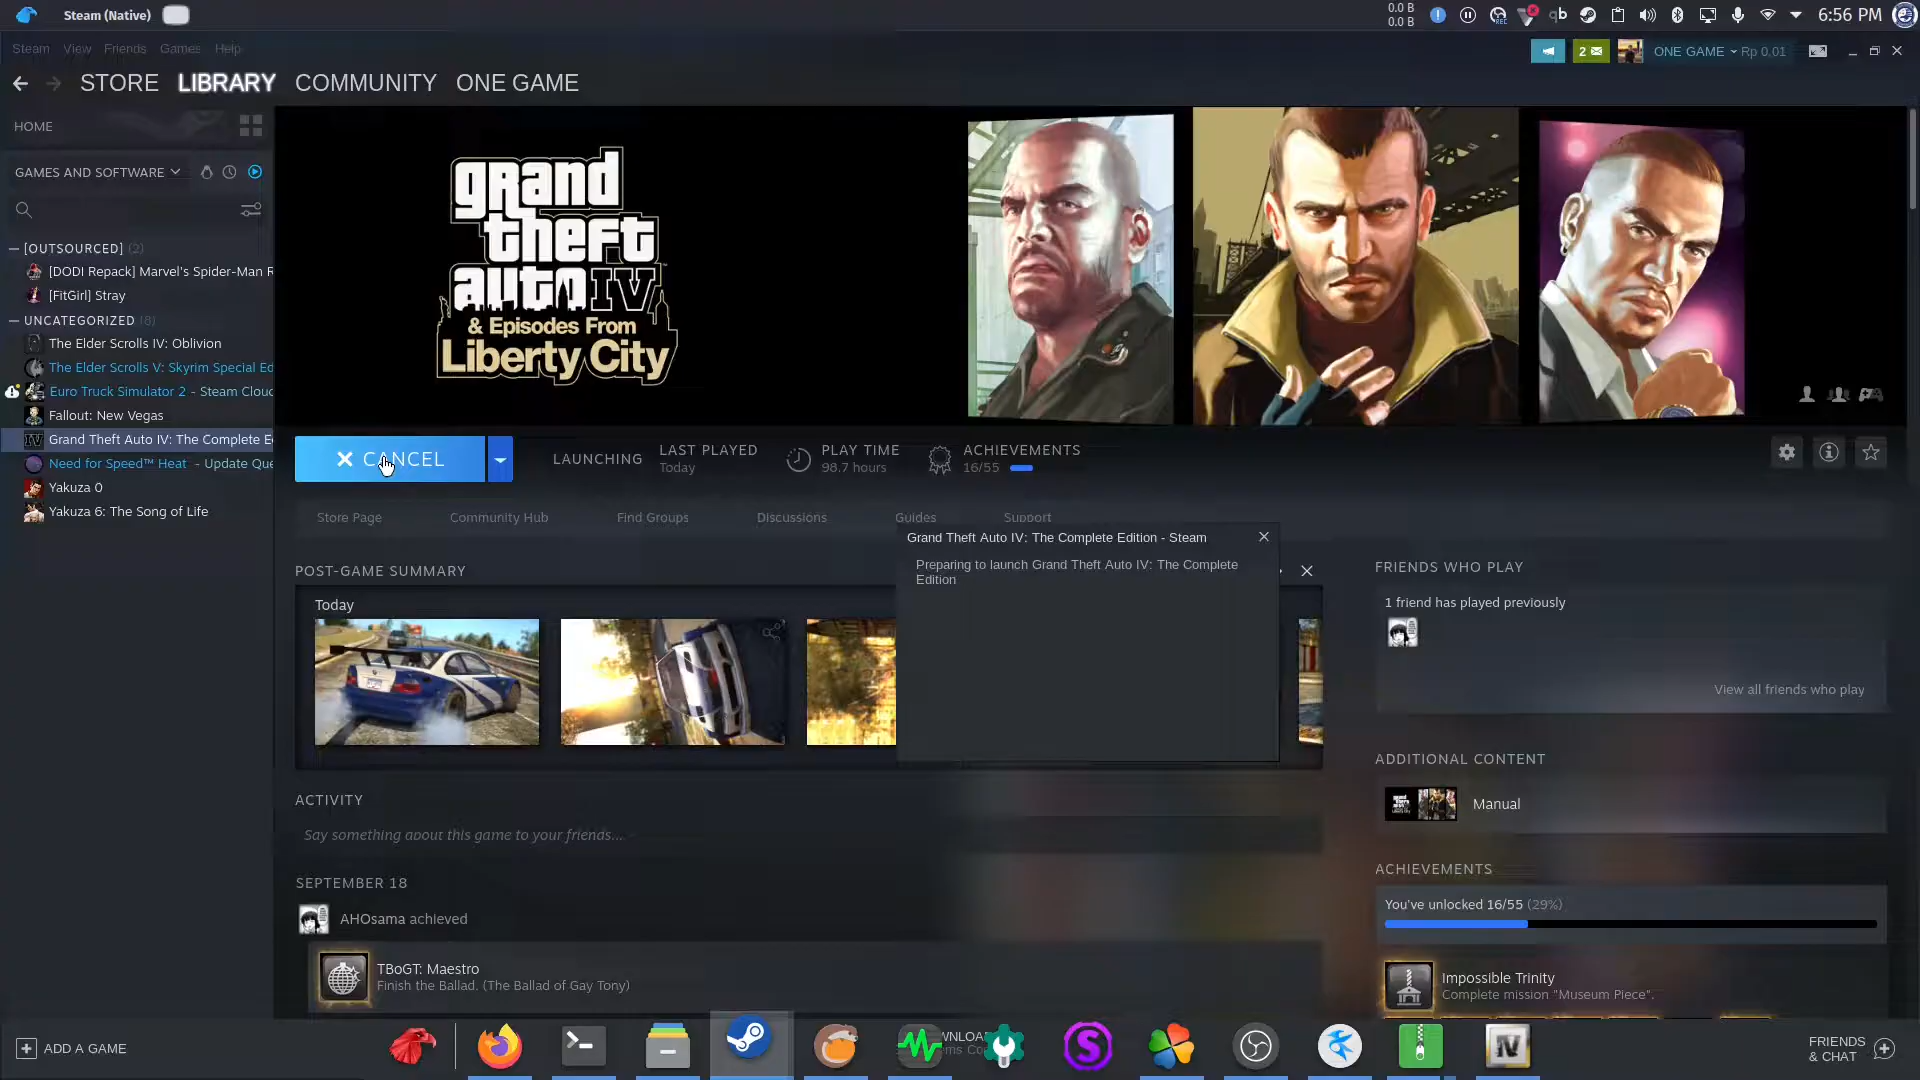 Steam (Native)
0.0 B
0.0 B
REC
qb
6:56 PM
Steam View Friends Games Help
2
ONE GAME
Rp 0,01
STORE LIBRARY COMMUNITY ONE GAME
HOME
GAMES AND SOFTWARE
[OUTSOURCED] (2)
[DODI Repack] Marvel's Spider-Man R
[FitGirl] Stray
UNCATEGORIZED (8)
The Elder Scrolls IV: Oblivion
The Elder Scrolls V: Skyrim Special Ed
Euro Truck Simulator 2 - Steam Clouc
Fallout: New Vegas
Grand Theft Auto IV: The Complete E
Need for Speed™ Heat - Update Que
Yakuza 0
Yakuza 6: The Song of Life
grand
theft
auto IV
& Episodes From
Liberty City
CANCEL
LAUNCHING
LAST PLAYED
Today
PLAY TIME
98.7 hours
ACHIEVEMENTS
16/55
Store Page Community Hub Find Groups Discussions Guides Support
Grand Theft Auto IV: The Complete Edition - Steam
Preparing to launch Grand Theft Auto IV: The Complete
Edition
POST-GAME SUMMARY
Today
FRIENDS WHO PLAY
1 friend has played previously
View all friends who play
ADDITIONAL CONTENT
Manual
ACTIVITY
Say something about this game to your friends...
SEPTEMBER 18
AHOsama achieved
TBoGT: Maestro
Finish the Ballad. (The Ballad of Gay Tony)
ACHIEVEMENTS
You've unlocked 16/55 (29%)
Impossible Trinity
Complete mission "Museum Piece".
ADD A GAME
WNLOA
ms Co
IV
FRIENDS
& CHAT